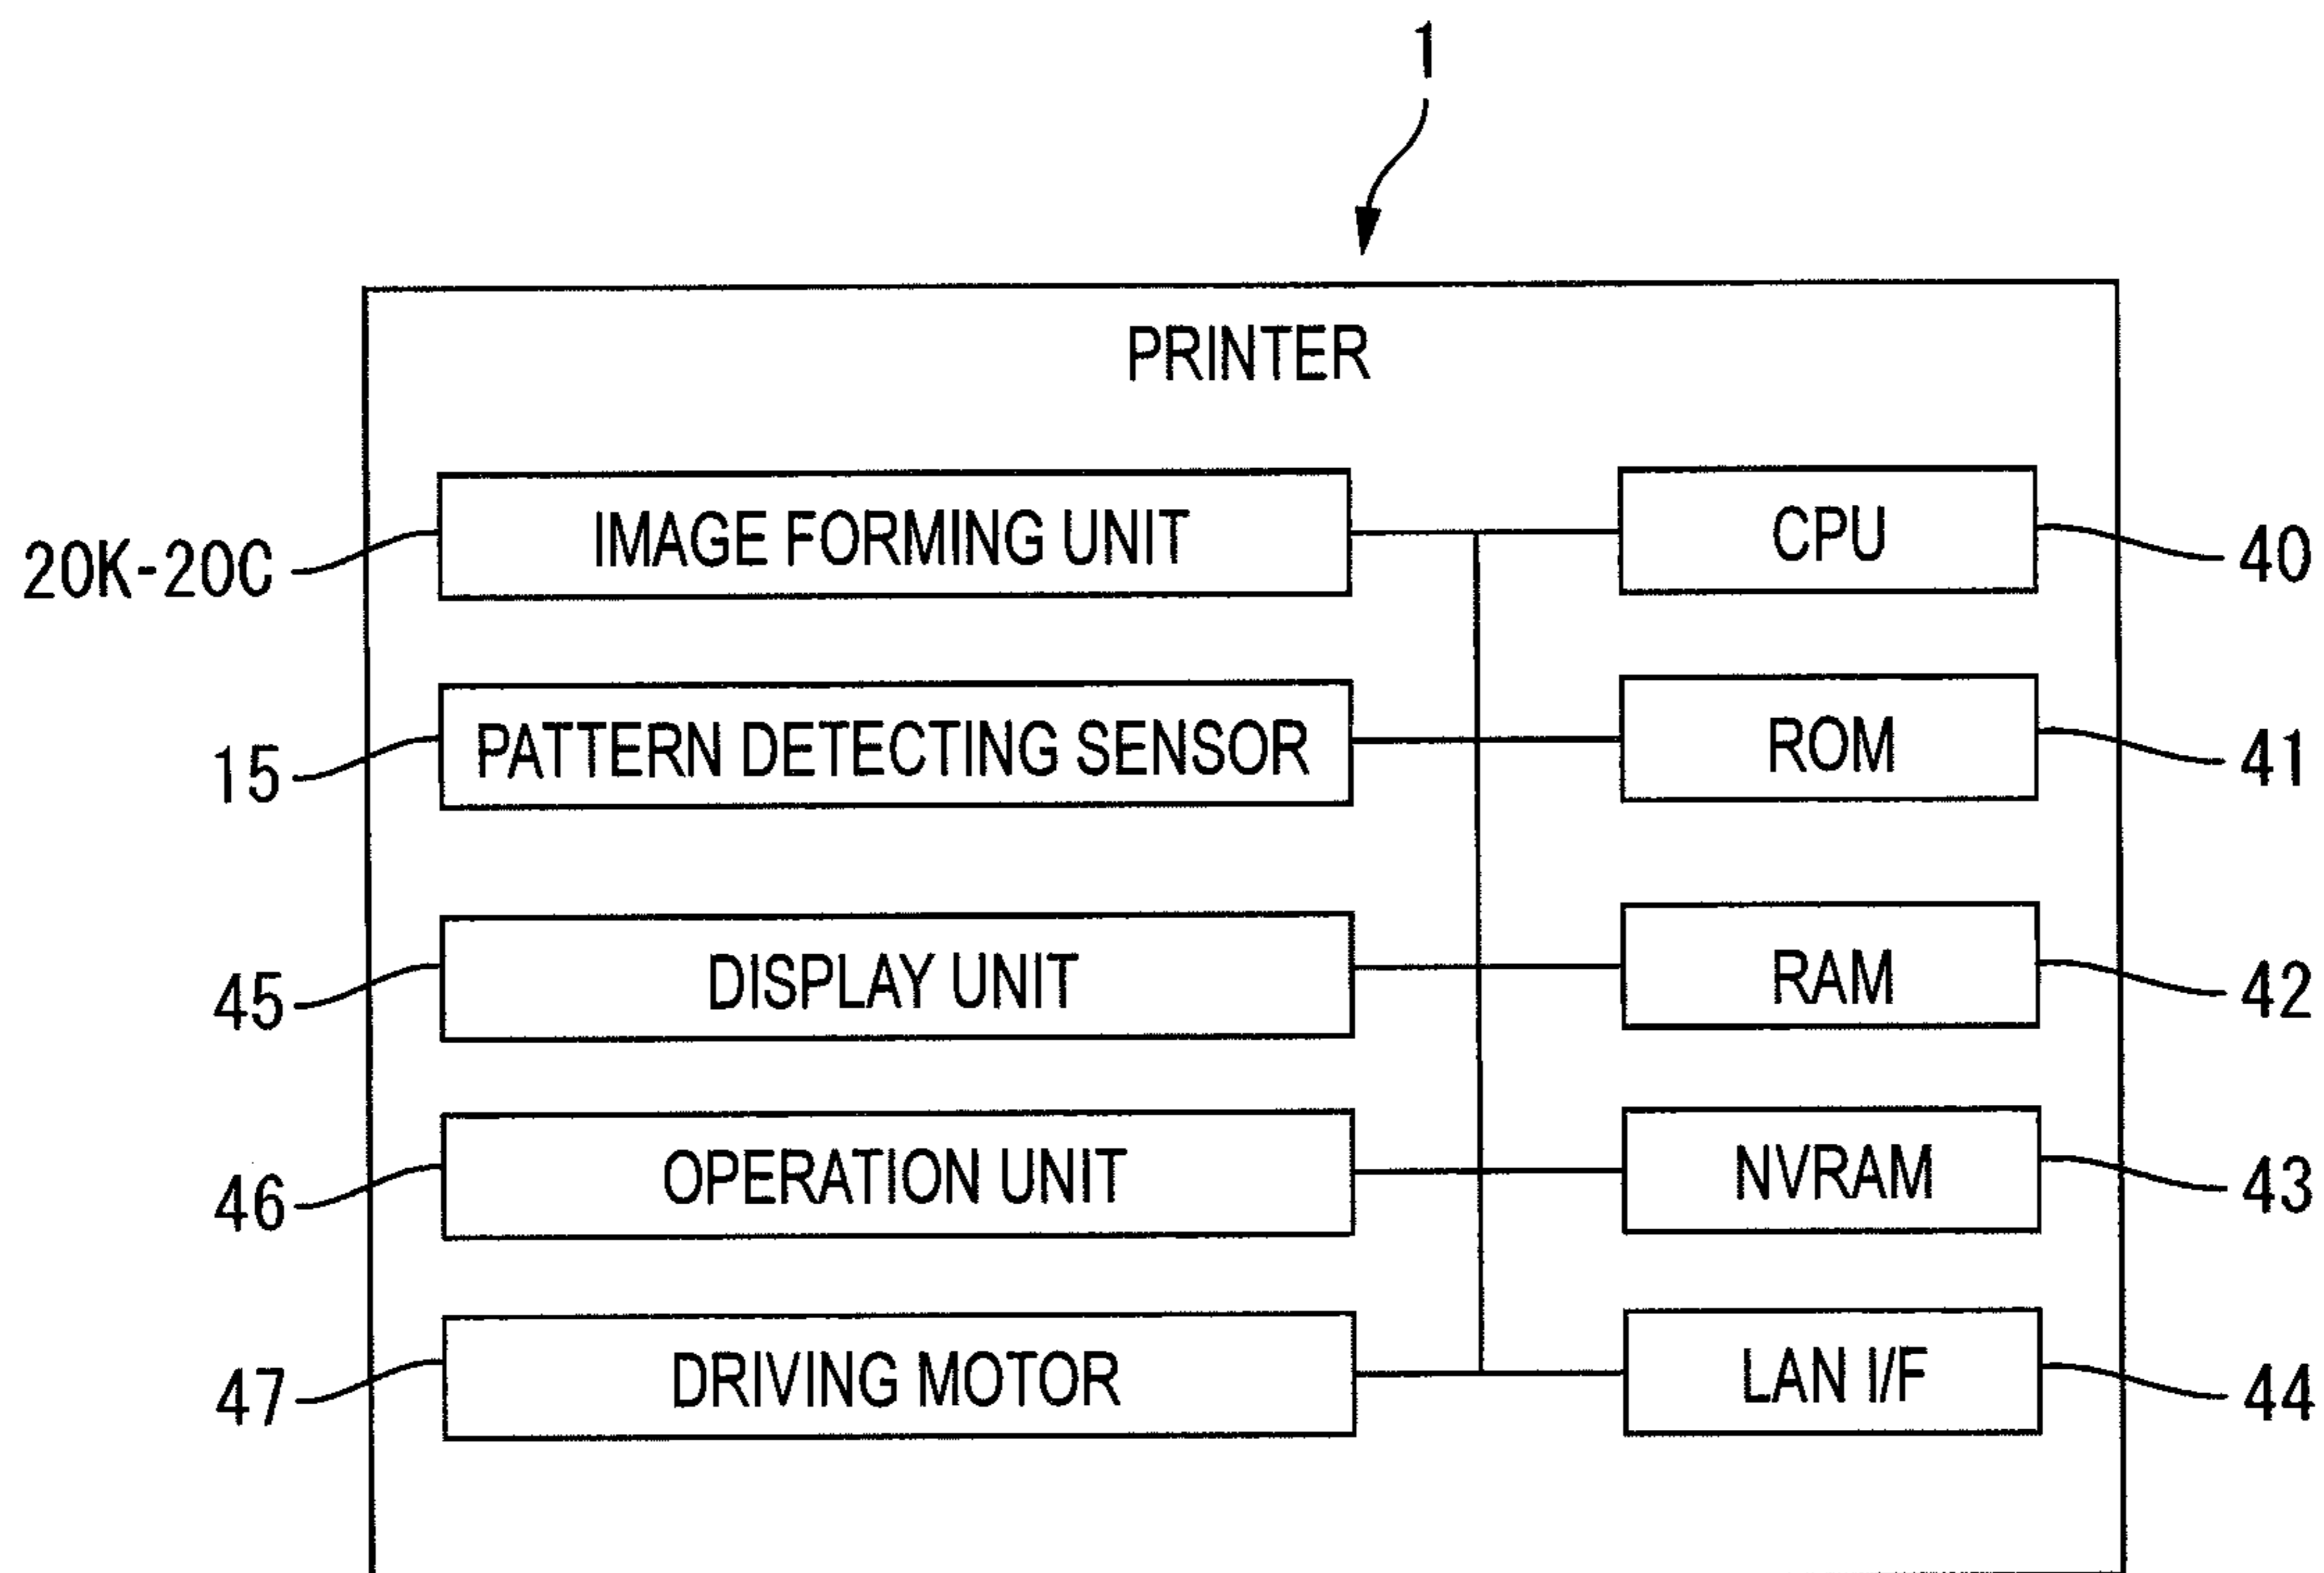 1
PRINTER
20K-20C IMAGE FORMING UNIT CPU 40
15 PATTERN DETECTING SENSOR ROM 41
45 DISPLAY UNIT RAM 42
46 OPERATION UNIT NVRAM 43
47 DRIVING MOTOR LAN I/F 44